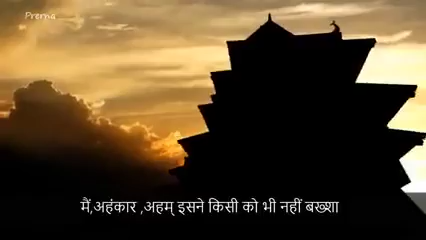 Prerna
मैं,अहंकार ,अहम् इसने किसी को भी नहीं बख्शा